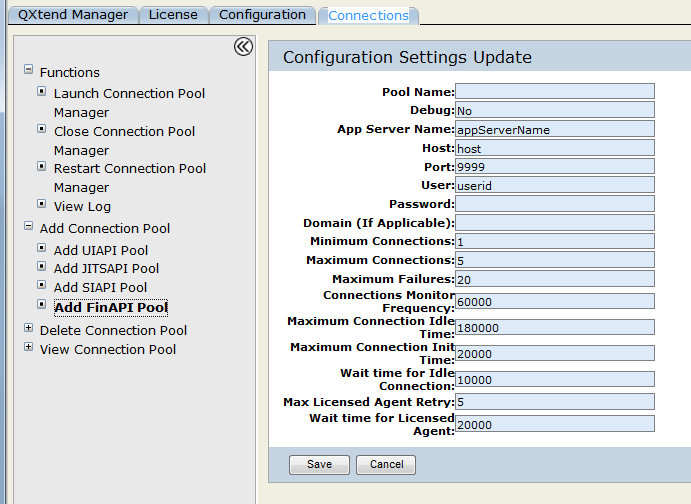 QXtend Manager License Configuration Connections
Functions
Launch Connection Pool
Manager
Close Connection Pool
Manager
Restart Connection Pool
Manager
View Log
Add Connection Pool
Add UIAPI Pool
Add JITSAPI Pool
Add SIAPI Pool
Add FinAPI Pool
Delete Connection Pool
View Connection Pool
Configuration Settings Update
Pool Name:
Debug: No
App Server Name: appServerName
Host: host
Port: 9999
User: userid
Password:
Domain (If Applicable):
Minimum Connections: 1
Maximum Connections: 5
Maximum Failures: 20
Connections Monitor
Frequency: 60000
Maximum Connection Idle
Time: 180000
Maximum Connection Init
Time: 20000
Wait time for Idle
Connection: 10000
Max Licensed Agent Retry: 5
Wait time for Licensed
Agent: 20000
Save Cancel